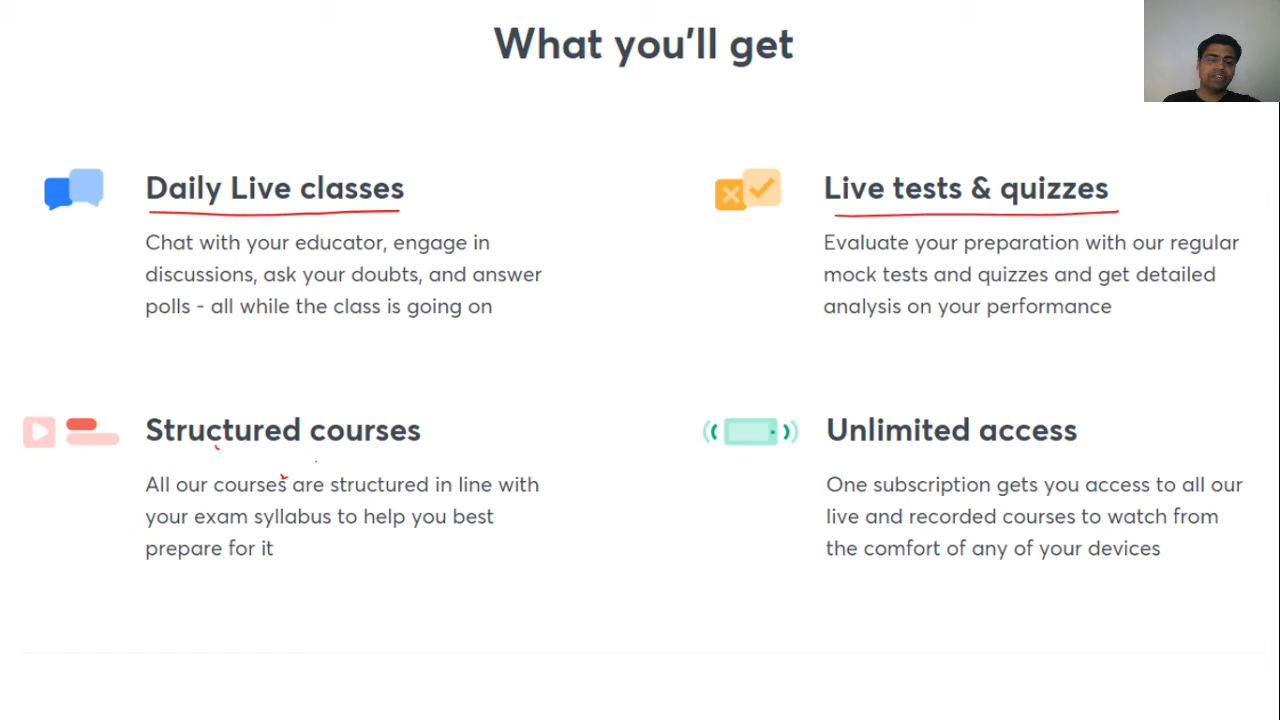 What you'll get
Daily Live classes
Chat with your educator, engage in
discussions, ask your doubts, and answer
polls - all while the class is going on
Live tests & quizzes
Evaluate your preparation with our regular
mock tests and quizzes and get detailed
analysis on your performance
Structured courses
All our courses are structured in line with
your exam syllabus to help you best
prepare for it
Unlimited access
One subscription gets you access to all our
live and recorded courses to watch from
the comfort of any of your devices